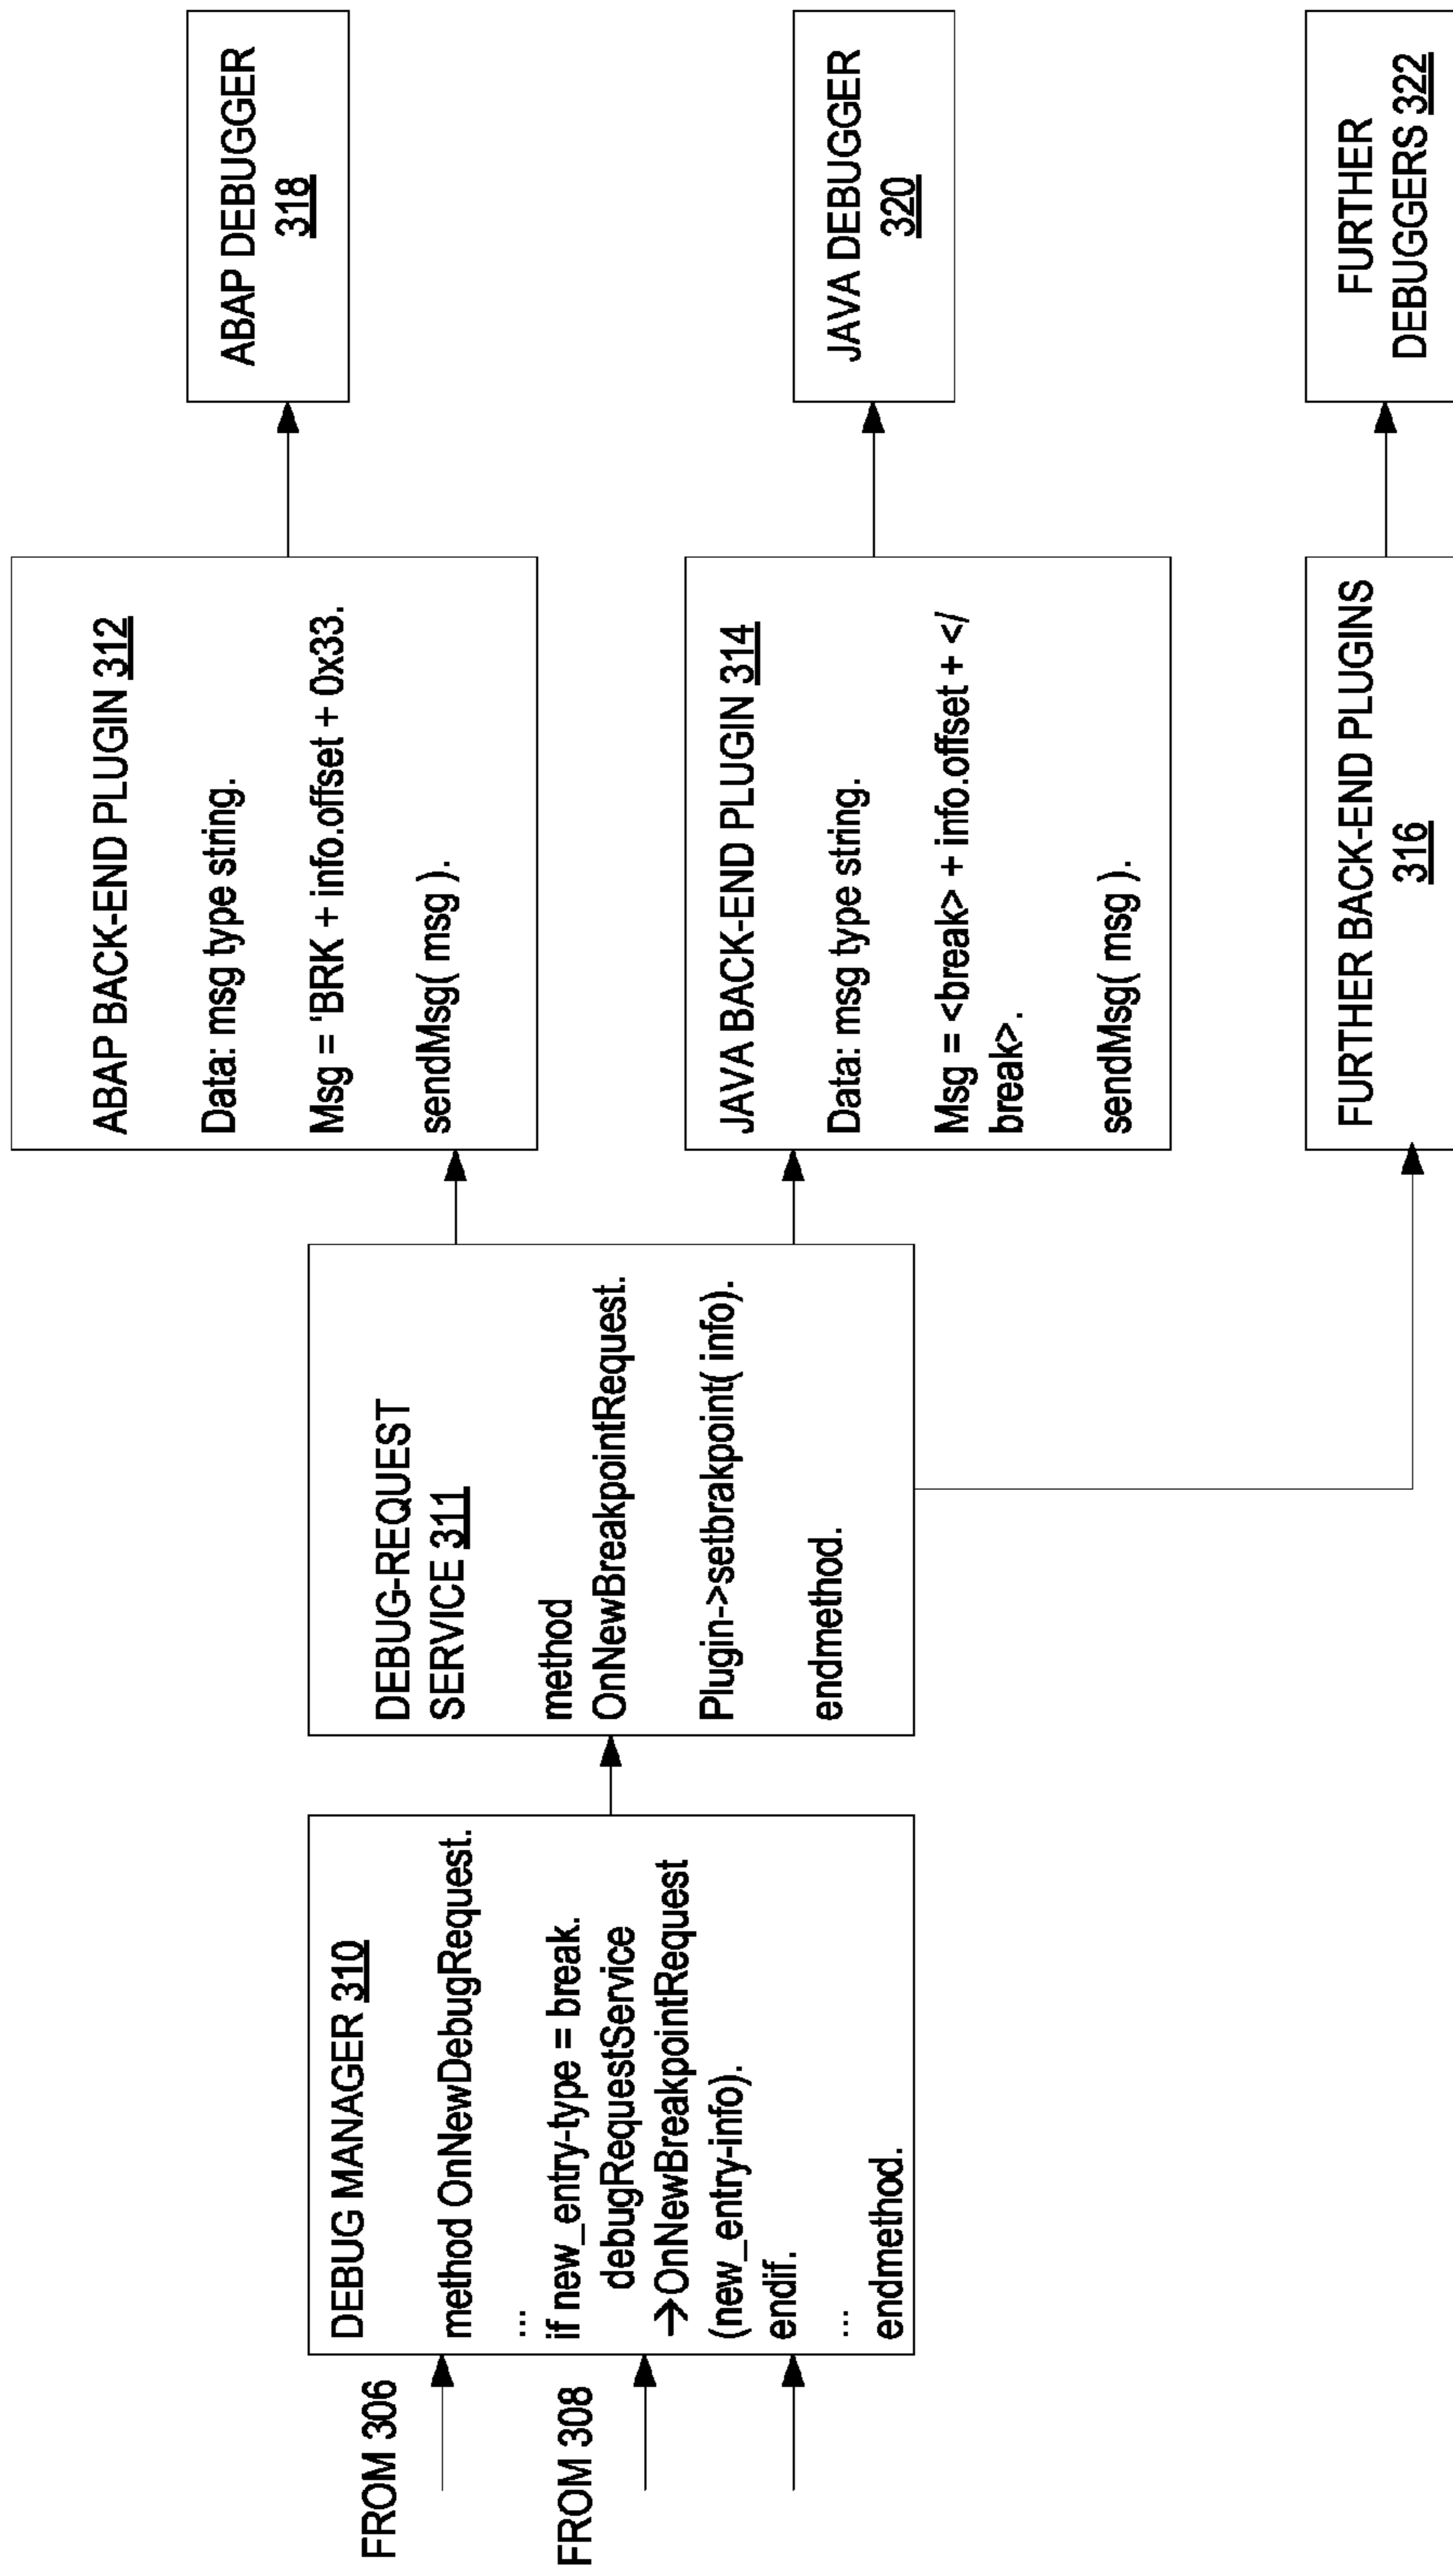 FROM 306
FROM 308
DEBUG MANAGER 310
method OnNewDebugRequest.
...
if new_entry-type = break.
debugRequestService
→OnNewBreakpointRequest
(new_entry-info).
endif.
...
endmethod.
DEBUG-REQUEST
SERVICE 311
method
OnNewBreakpointRequest.
Plugin->setbrakpoint( info).
endmethod.
ABAP BACK-END PLUGIN 312
Data: msg type string.
Msg = 'BRK + info.offset + 0x33.
sendMsg( msg ).
JAVA BACK-END PLUGIN 314
Data: msg type string.
Msg = <break> + info.offset + </
break>.
sendMsg( msg ).
FURTHER BACK-END PLUGINS
316
ABAP DEBUGGER
318
JAVA DEBUGGER
320
FURTHER
DEBUGGERS 322